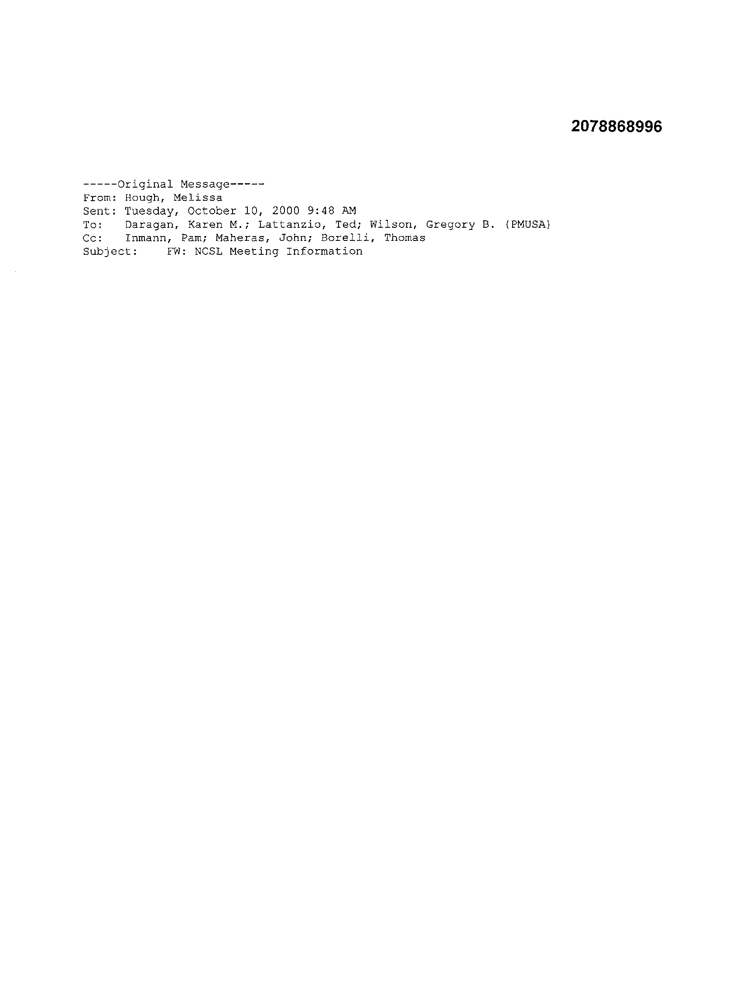 2078868996
-----Original Message-----
From: Hough, Melissa
Sent: Tuesday, October 10, 2000 9:48 AM
To: Daragan, Karen M.; Lattanzio, Ted; Wilson, Gregory B. (PMUSA)
Cc: Inmann, Pam; Maheras, John; Borelli, Thomas
Subject: FW: NCSL Meeting Information